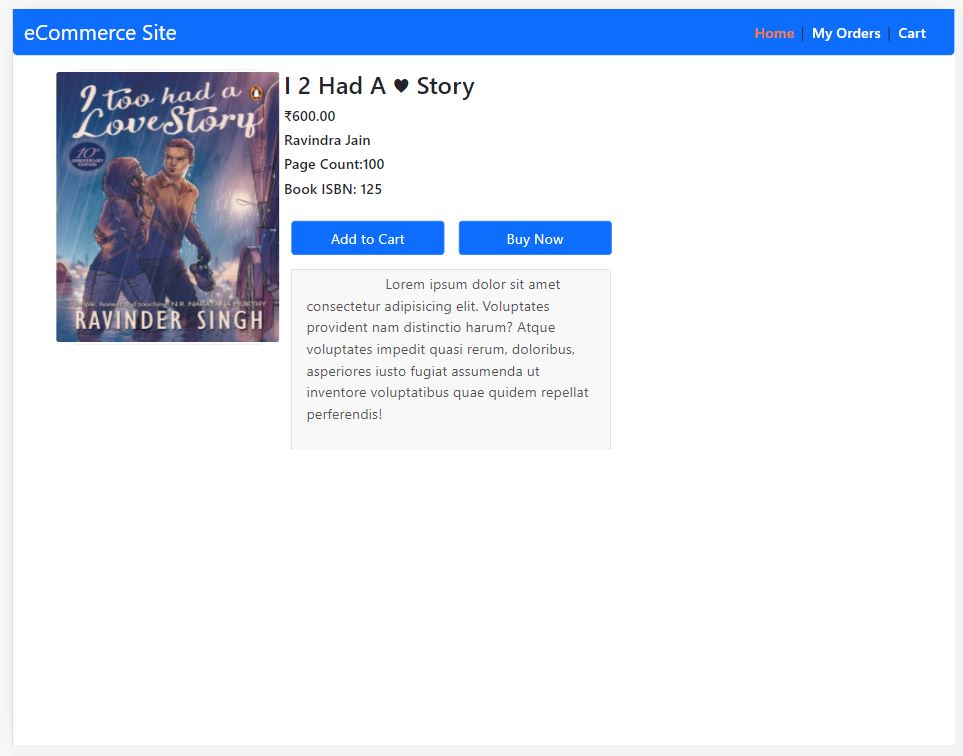 eCommerce Site
Home | My Orders | Cart
I too had a
Love Story
10th
ANNIVERSARY
EDITION
Simple, honest and touching N.R. NARAYANA MURTHY
RAVINDER SINGH
I 2 Had A ♥ Story
₹600.00
Ravindra Jain
Page Count:100
Book ISBN: 125
Add to Cart
Buy Now
Lorem ipsum dolor sit amet
consectetur adipisicing elit. Voluptates
provident nam distinctio harum? Atque
voluptates impedit quasi rerum, doloribus,
asperiores iusto fugiat assumenda ut
inventore voluptatibus quae quidem repellat
perferendis!